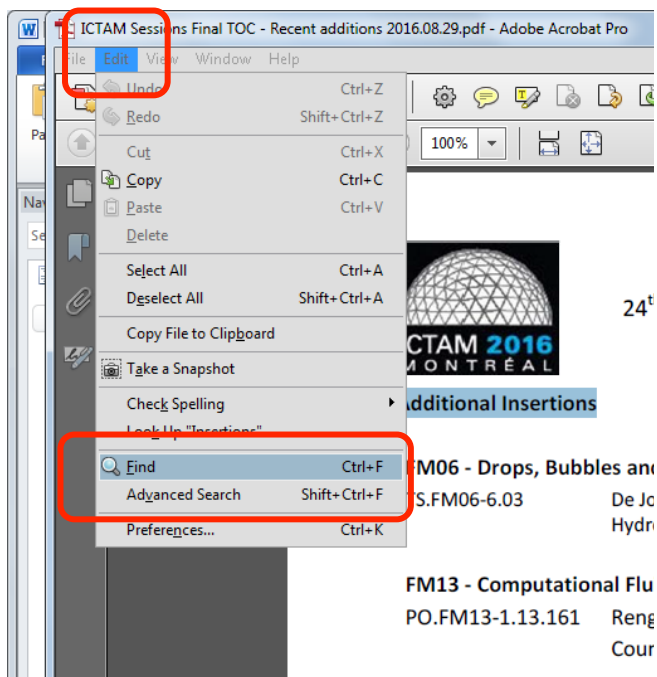 W
ICTAM Sessions Final TOC - Recent additions 2016.08.29.pdf - Adobe Acrobat Pro
File Edit View Window Help
Undo Ctrl+Z
Redo Shift+Ctrl+Z
Cut Ctrl+X
Copy Ctrl+C
Paste Ctrl+V
Delete
Select All Ctrl+A
Deselect All Shift+Ctrl+A
Copy File to Clipboard
Take a Snapshot
Check Spelling
Look Up "Insertions"
Find Ctrl+F
Advanced Search Shift+Ctrl+F
Preferences... Ctrl+K
Pa
Nav
Se
100%
24th
ICTAM 2016
MONTRÉAL
Additional Insertions
FM06 - Drops, Bubbles and
TS.FM06-6.03 De Jo
Hydr
FM13 - Computational Flu
PO.FM13-1.13.161 Reng
Cour